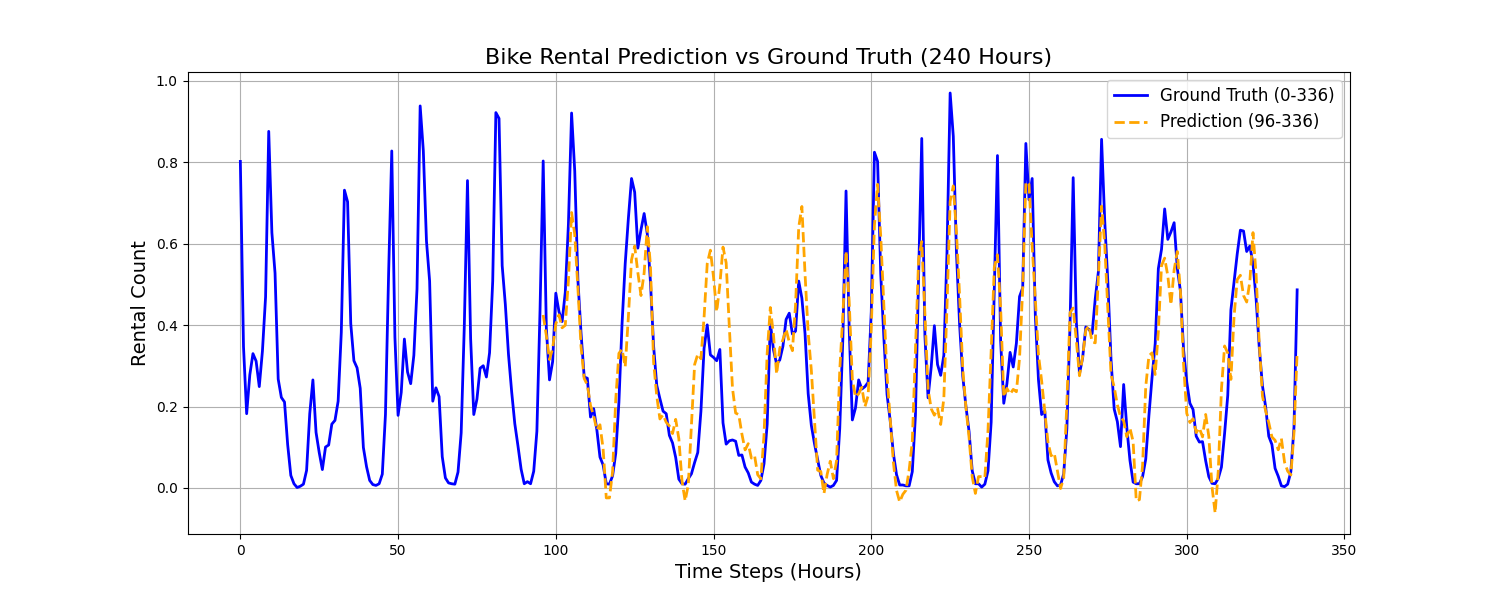 Bike Rental Prediction vs Ground Truth (240 Hours)
Ground Truth (0-336)
Prediction (96-336)
Rental Count
1.0
0.8
0.6
0.4
0.2
0.0
0 50 100 150 200 250 300 350
Time Steps (Hours)